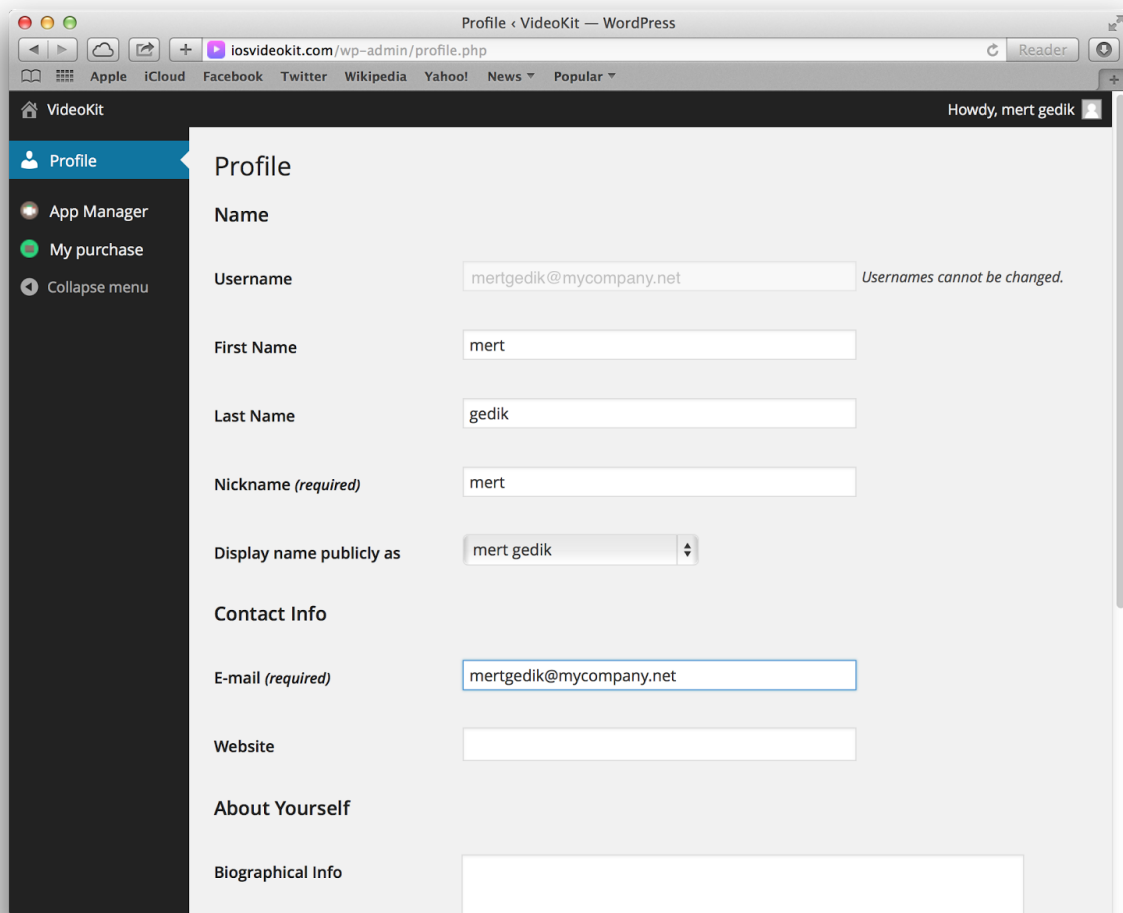 Profile ‹ VideoKit — WordPress
iosvideokit.com/wp-admin/profile.php
Reader
Apple iCloud Facebook Twitter Wikipedia Yahoo! News Popular
VideoKit
Howdy, mert gedik
Profile
App Manager
My purchase
Collapse menu
Profile
Name
Username mertgedik@mycompany.net Usernames cannot be changed.
First Name mert
Last Name gedik
Nickname (required) mert
Display name publicly as mert gedik
Contact Info
E-mail (required) mertgedik@mycompany.net
Website
About Yourself
Biographical Info